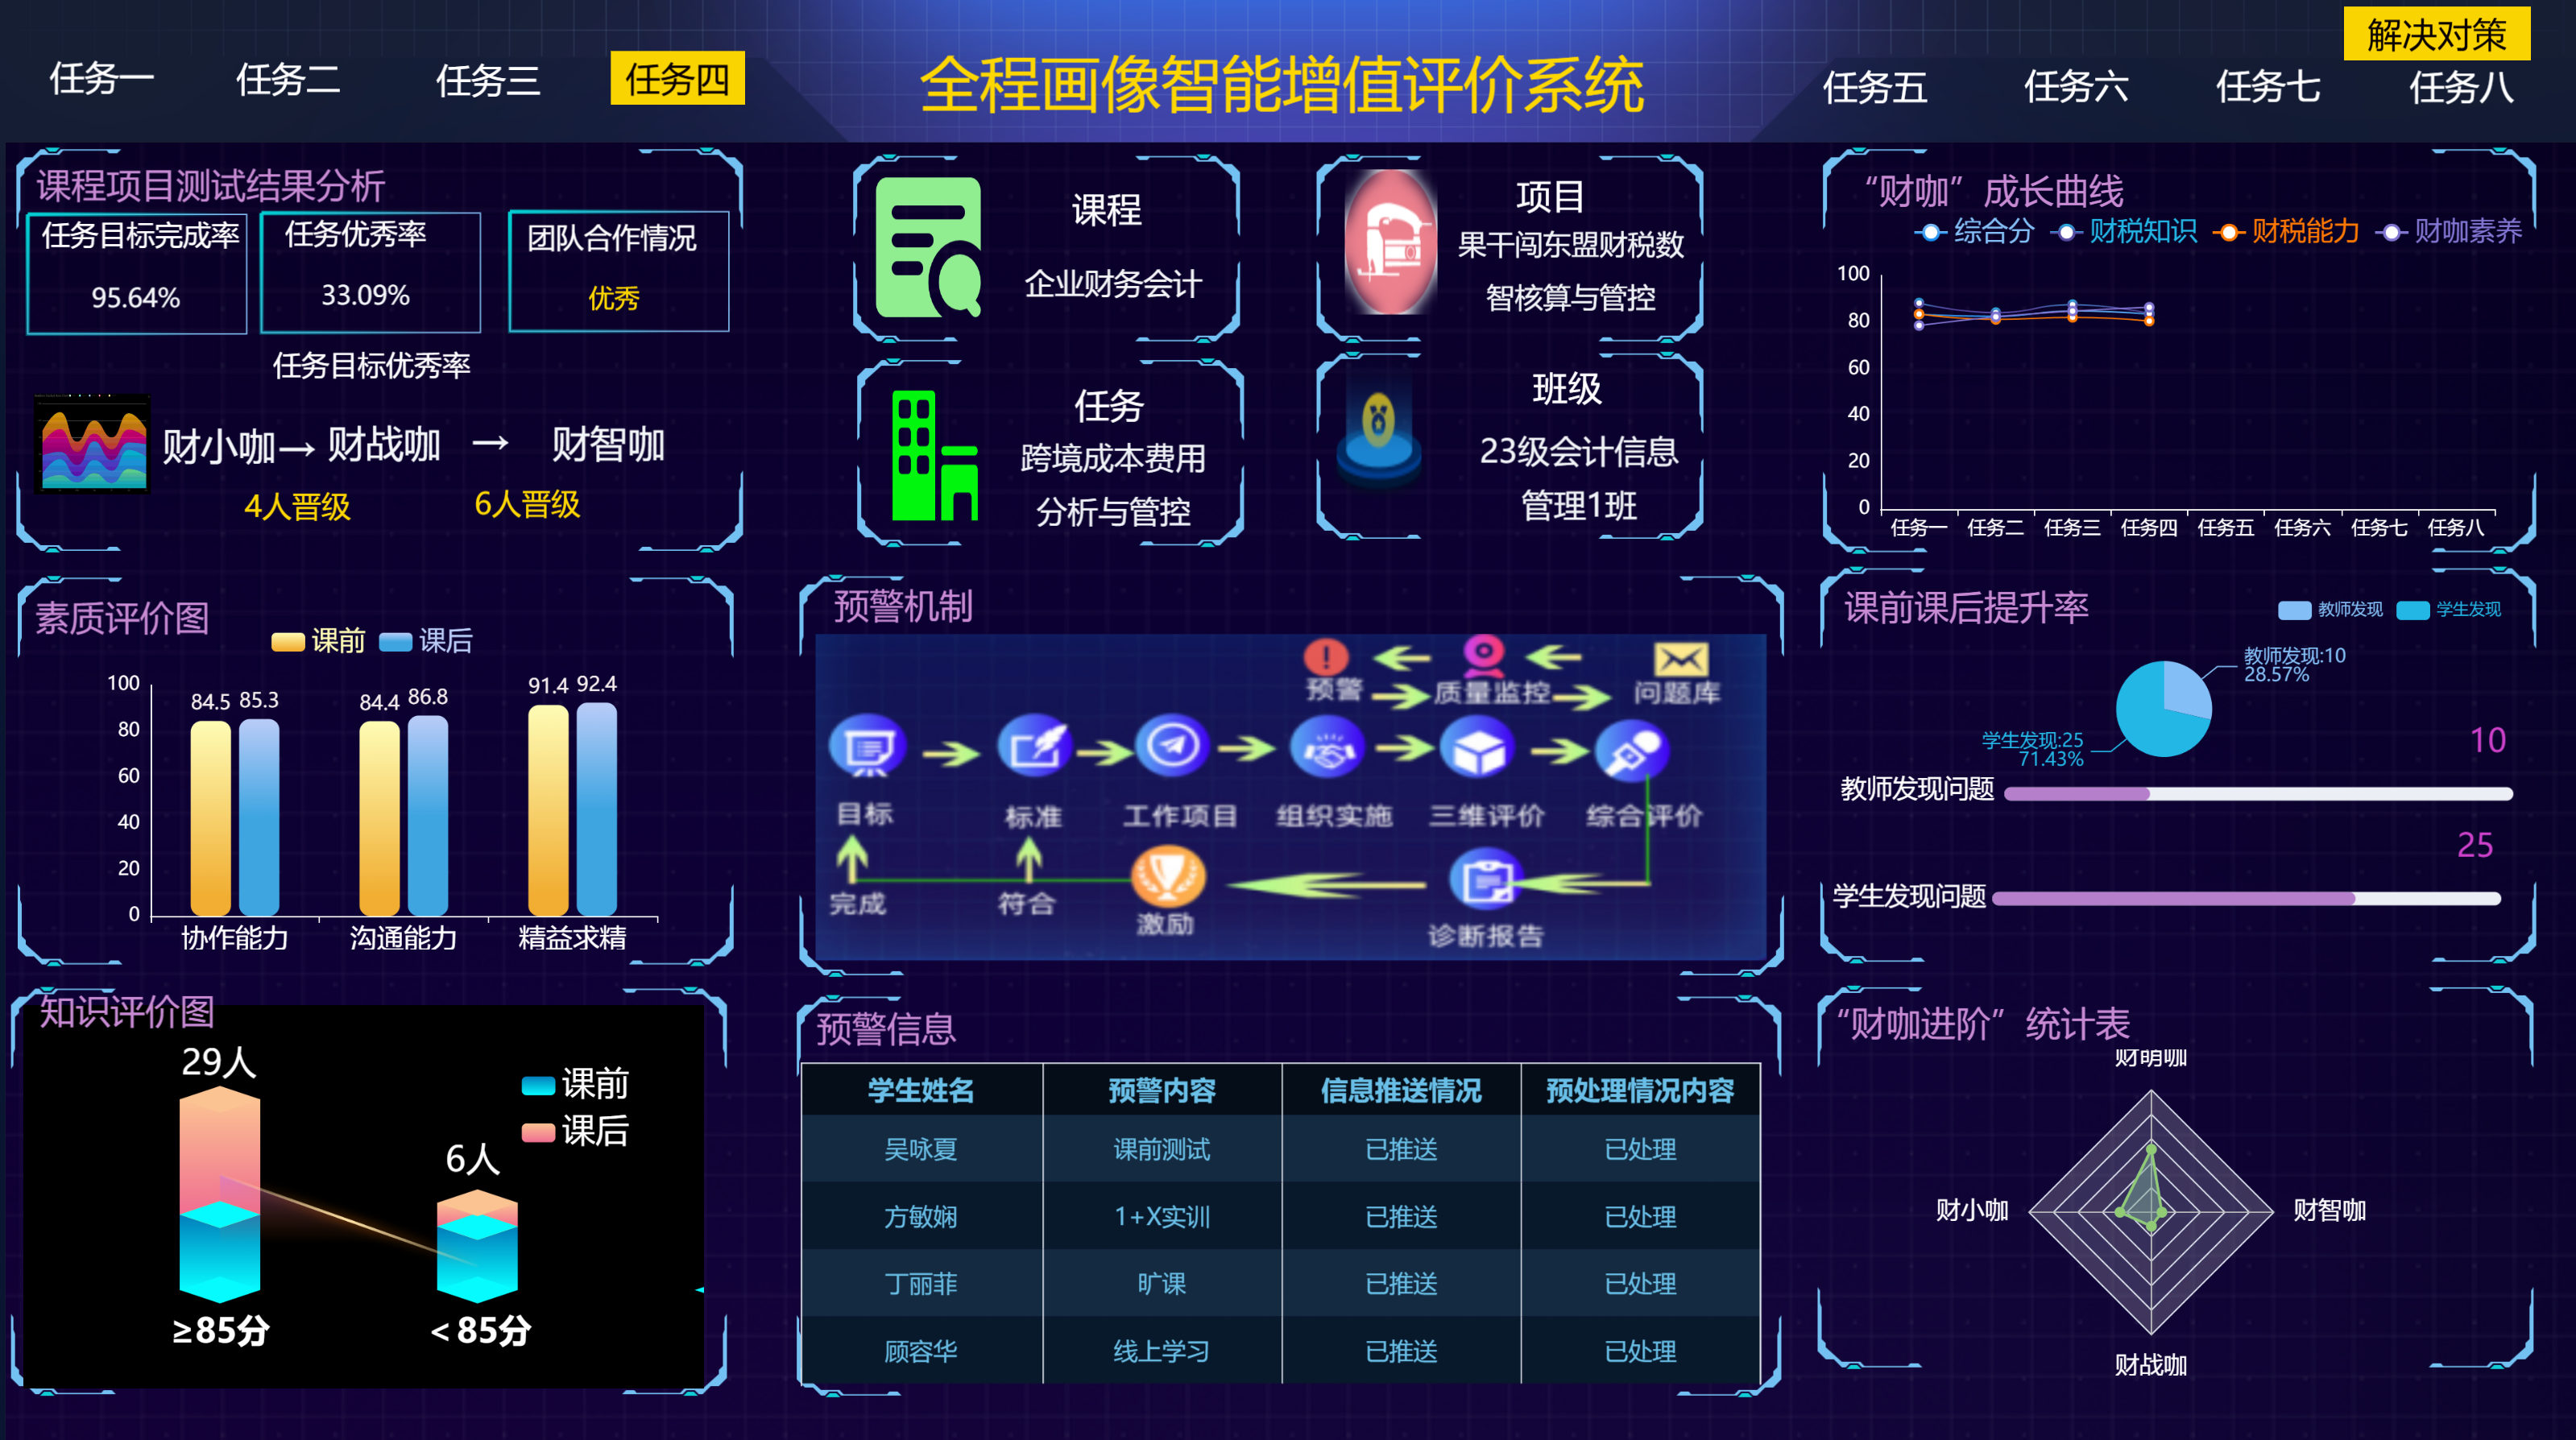 解决对策
任务一
任务二
任务三
任务四
全程画像智能增值评价系统
任务五
任务六
任务七
任务八
课程项目测试结果分析
任务目标完成率
95.64%
任务优秀率
33.09%
团队合作情况
优秀
任务目标优秀率
财小咖→ 财战咖 → 财智咖
4人晋级
6人晋级
课程
企业财务会计
项目
果干闯东盟财税数
智核算与管控
任务
跨境成本费用
分析与管控
班级
23级会计信息
管理1班
“财咖”成长曲线
综合分 财税知识 财税能力 财咖素养
100
80
60
40
20
0
任务一 任务二 任务三 任务四 任务五 任务六 任务七 任务八
素质评价图
课前 课后
100
80
60
40
20
0
84.5 85.3
84.4 86.8
91.4 92.4
协作能力 沟通能力 精益求精
预警机制
预警 质量监控 问题库
目标 标准 工作项目 组织实施 三维评价 综合评价
完成 符合 激励 诊断报告
课前课后提升率
教师发现 学生发现
教师发现:10
28.57%
学生发现:25
71.43%
10
教师发现问题
25
学生发现问题
知识评价图
29人
6人
课前
课后
≥85分
<85分
预警信息
学生姓名 预警内容 信息推送情况 预处理情况内容
吴咏夏 课前测试 已推送 已处理
方敏娴 1+X实训 已推送 已处理
丁丽菲 旷课 已推送 已处理
顾容华 线上学习 已推送 已处理
“财咖进阶”统计表
财萌咖
财小咖
财智咖
财战咖